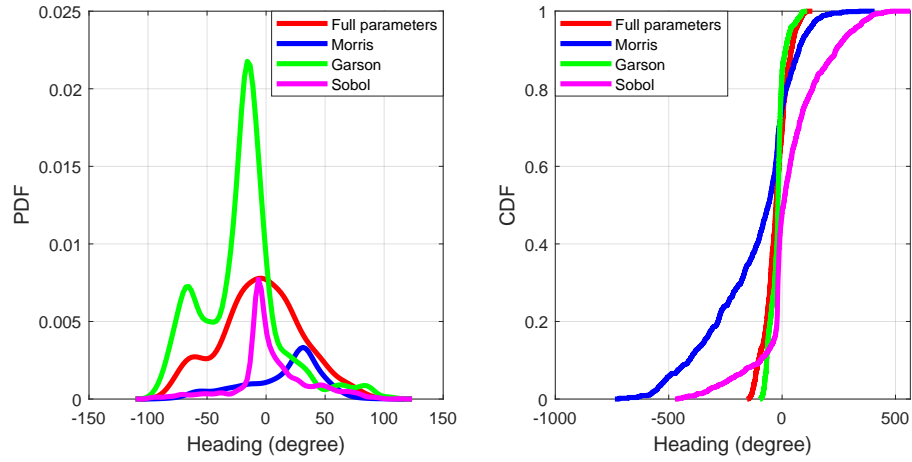 Full parameters
Morris
Garson
Sobol
0.025
0.02
0.015
0.01
0.005
0
PDF
-150
-100
-50
0
50
100
150
Heading (degree)
Full parameters
Morris
Garson
Sobol
1
0.8
0.6
0.4
0.2
0
CDF
-1000
-500
0
500
Heading (degree)